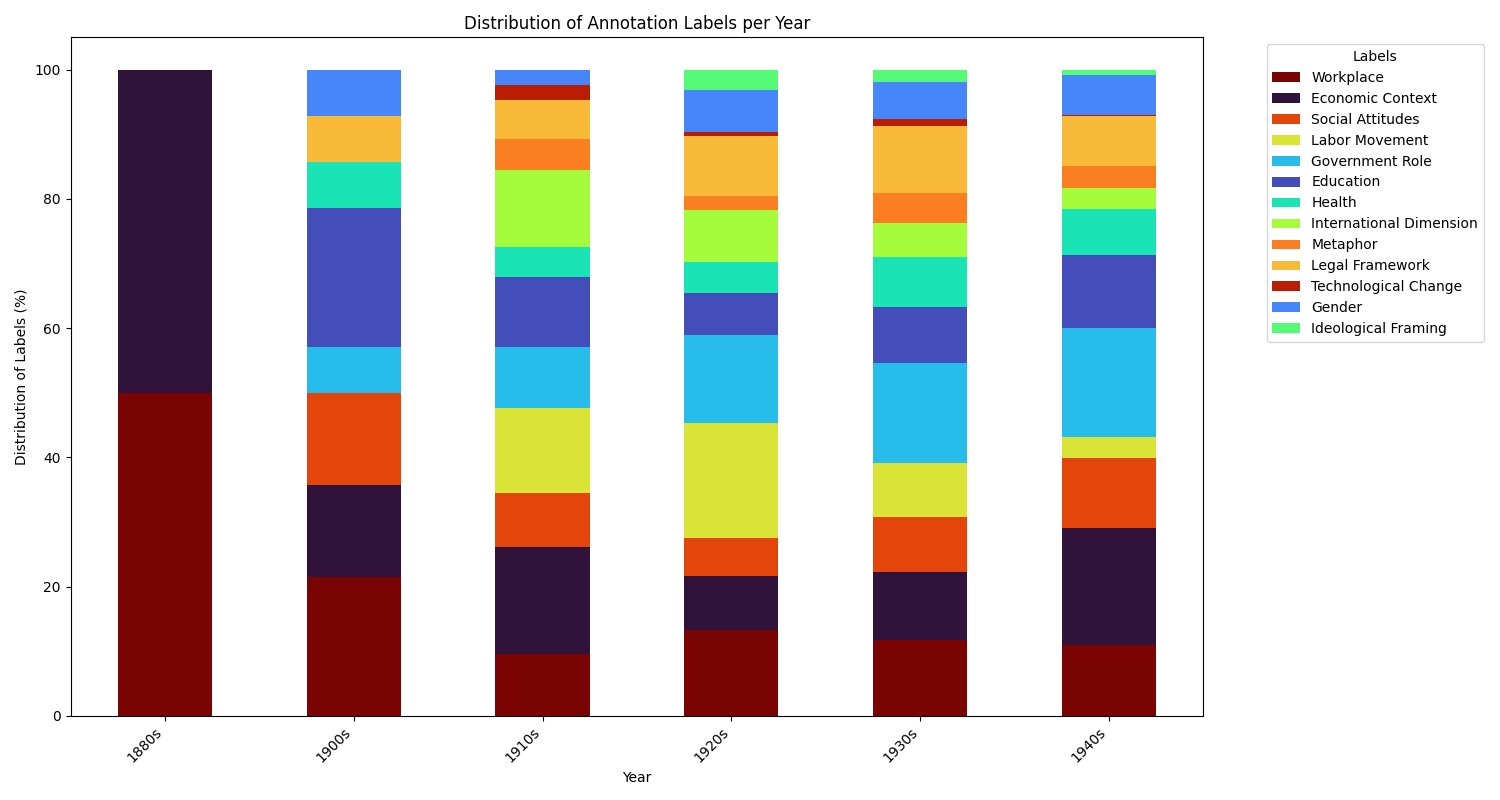 Distribution of Annotation Labels per Year
Distribution of Labels (%)
100
80
60
40
20
0
1880s
1900s
1910s
1920s
1930s
1940s
Year
Labels
Workplace
Economic Context
Social Attitudes
Labor Movement
Government Role
Education
Health
International Dimension
Metaphor
Legal Framework
Technological Change
Gender
Ideological Framing